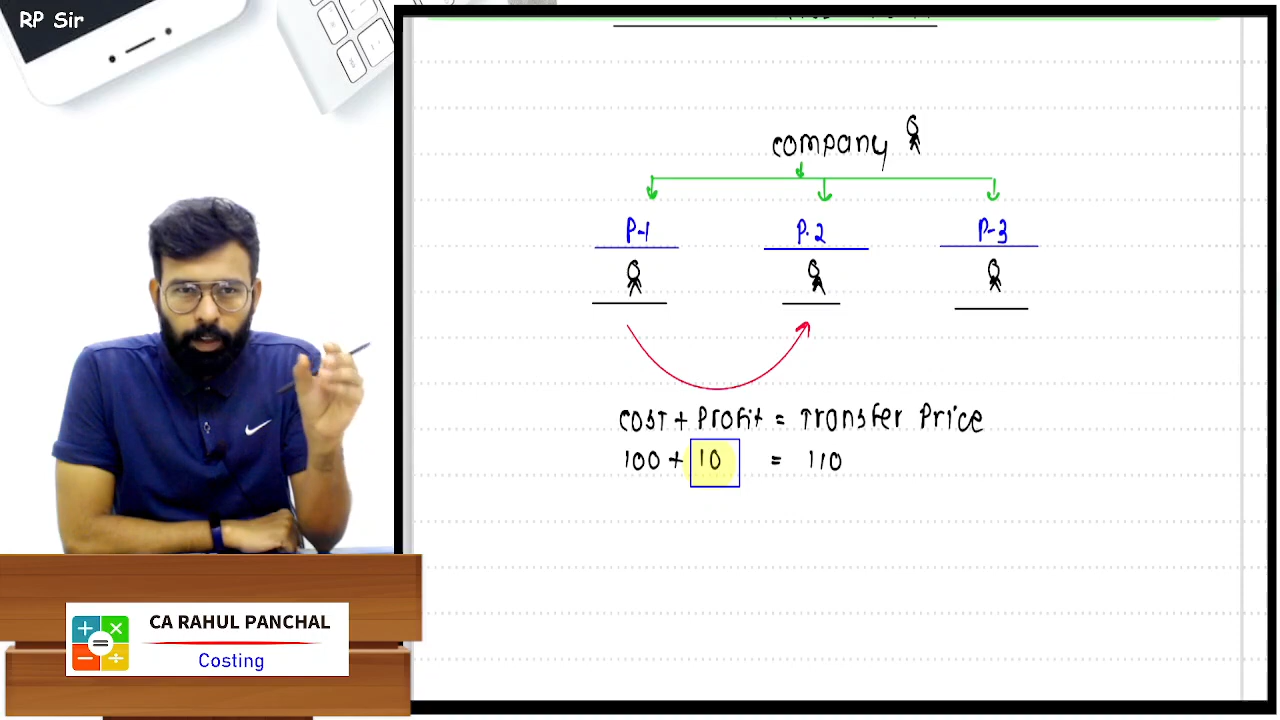 RP Sir
company
P-1 P-2 P-3
COST + Profit = Transfer Price
100 + 10 = 110
CA RAHUL PANCHAL
Costing